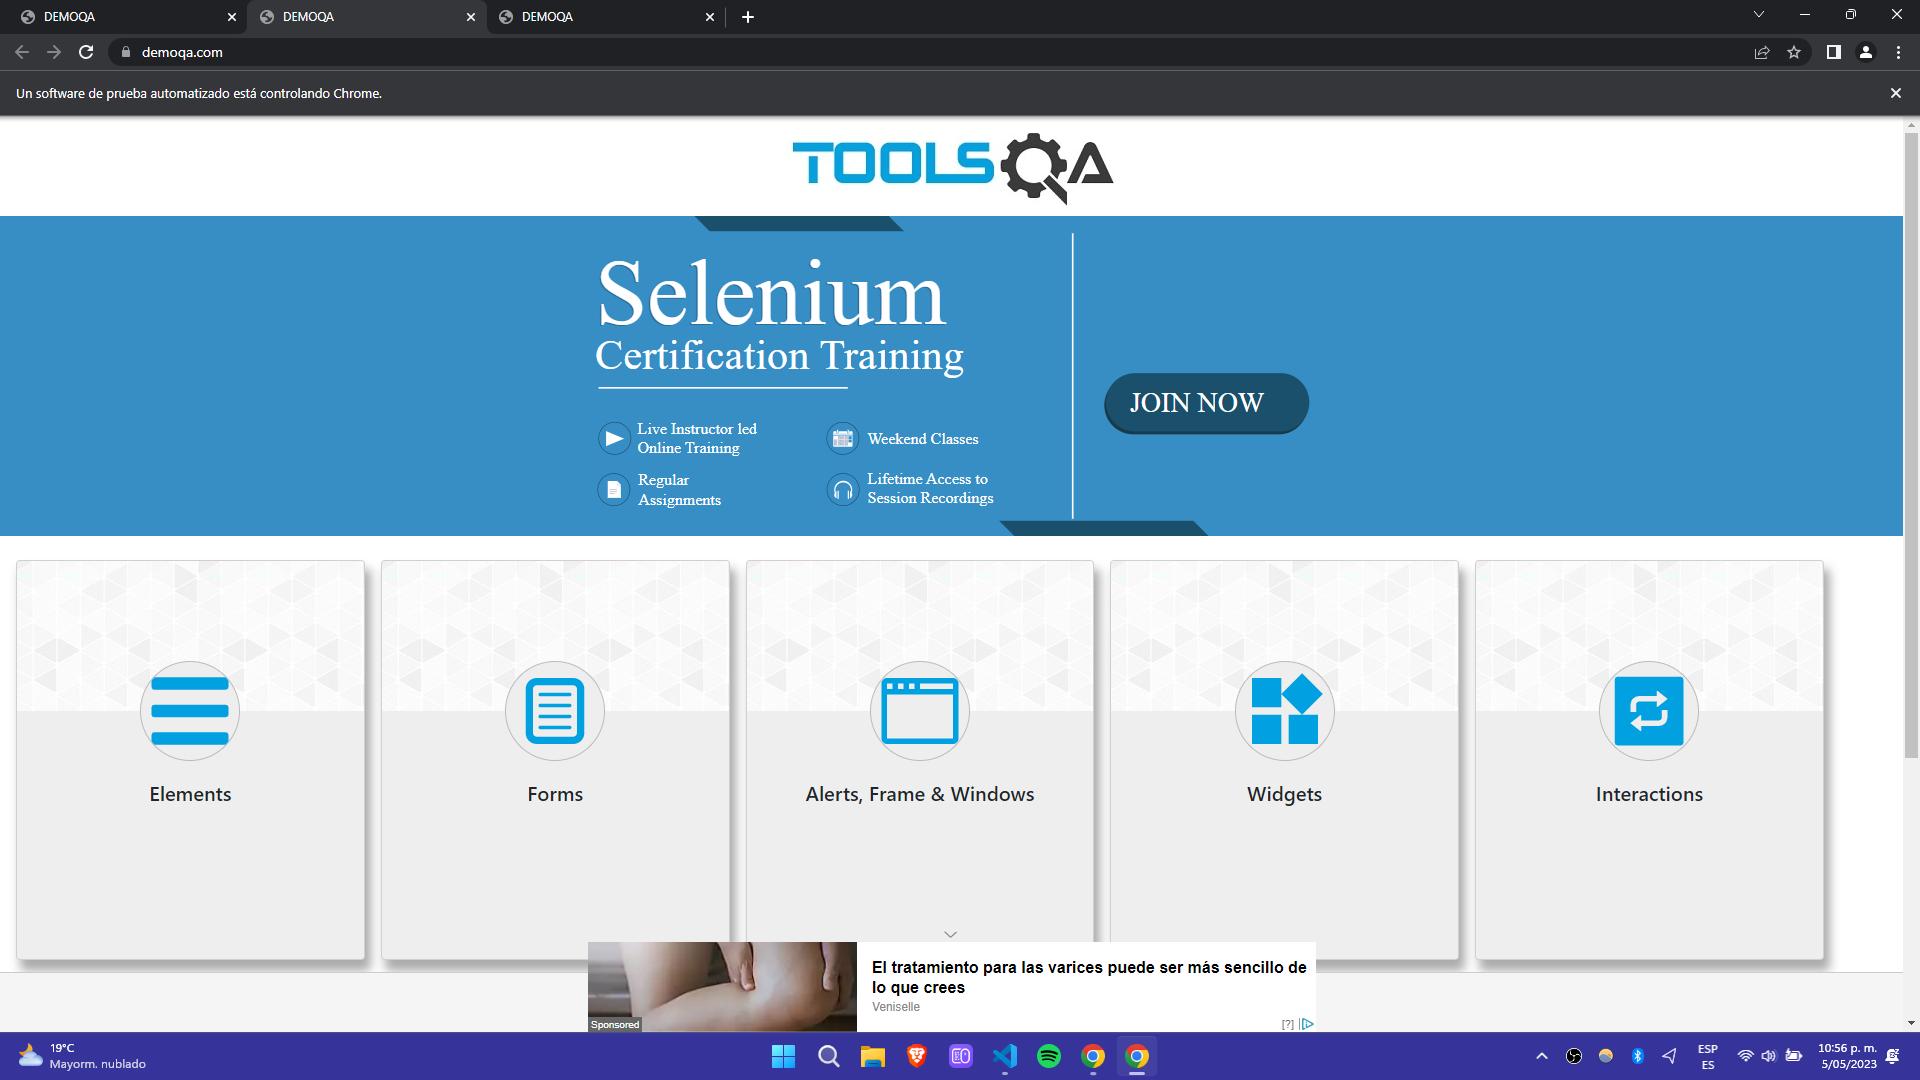 DEMOQA
DEMOQA
DEMOQA
demoqa.com
Un software de prueba automatizado está controlando Chrome.
TOOLSQA
Selenium
Certification Training
Live Instructor led
Online Training
Weekend Classes
Regular
Assignments
Lifetime Access to
Session Recordings
JOIN NOW
Elements
Forms
Alerts, Frame & Windows
Widgets
Interactions
El tratamiento para las varices puede ser más sencillo de
lo que crees
Veniselle
Sponsored
[?]
19°C
Mayorm. nublado
ESP
ES
10:56 p. m.
5/05/2023